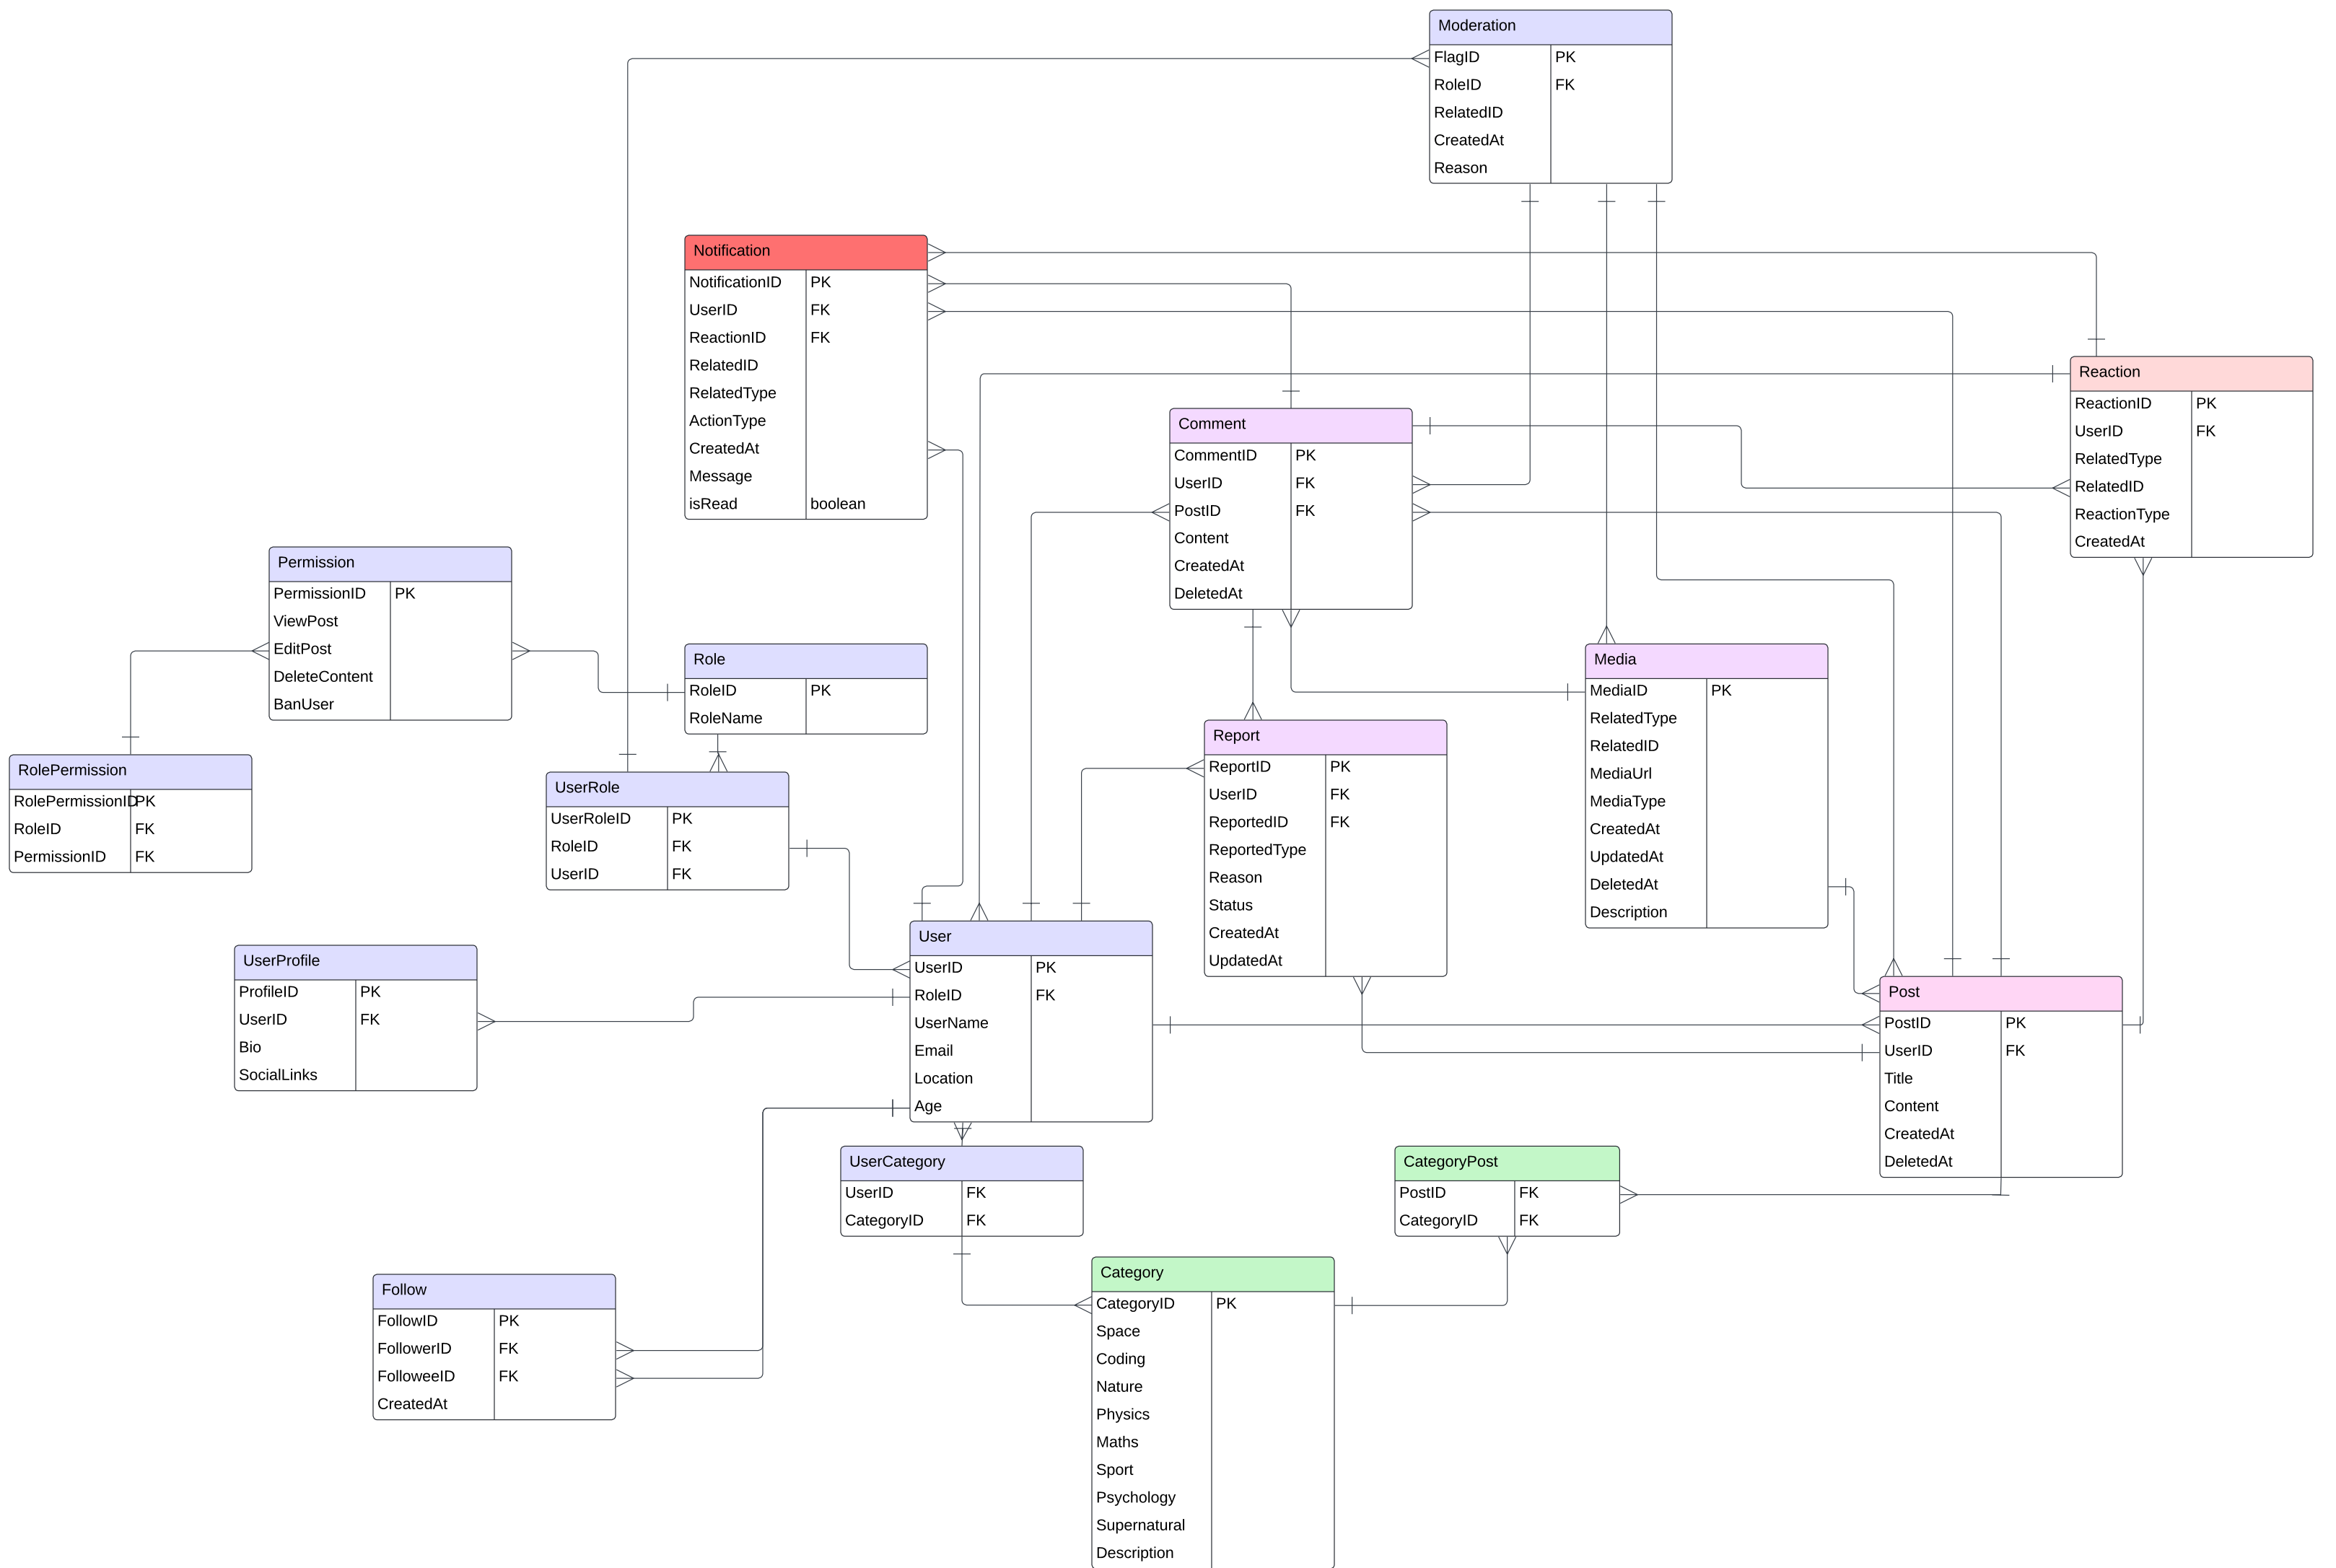 Moderation
FlagID PK
RoleID FK
RelatedID
CreatedAt
Reason
Notification
NotificationID PK
UserID FK
ReactionID FK
RelatedID
RelatedType
ActionType
CreatedAt
Message
isRead boolean
Reaction
ReactionID PK
UserID FK
RelatedType
RelatedID
ReactionType
CreatedAt
Comment
CommentID PK
UserID FK
PostID FK
Content
CreatedAt
DeletedAt
Permission
PermissionID PK
ViewPost
EditPost
DeleteContent
BanUser
Role
RoleID PK
RoleName
Media
MediaID PK
RelatedType
RelatedID
MediaUrl
MediaType
CreatedAt
UpdatedAt
DeletedAt
Description
Report
ReportID PK
UserID FK
ReportedID FK
ReportedType
Reason
Status
CreatedAt
UpdatedAt
RolePermission
RolePermissionID PK
RoleID FK
PermissionID FK
UserRole
UserRoleID PK
RoleID FK
UserID FK
User
UserID PK
RoleID FK
UserName
Email
Location
Age
UserProfile
ProfileID PK
UserID FK
Bio
SocialLinks
Post
PostID PK
UserID FK
Title
Content
CreatedAt
DeletedAt
UserCategory
UserID FK
CategoryID FK
CategoryPost
PostID FK
CategoryID FK
Category
CategoryID PK
Space
Coding
Nature
Physics
Maths
Sport
Psychology
Supernatural
Description
Follow
FollowID PK
FollowerID FK
FolloweeID FK
CreatedAt